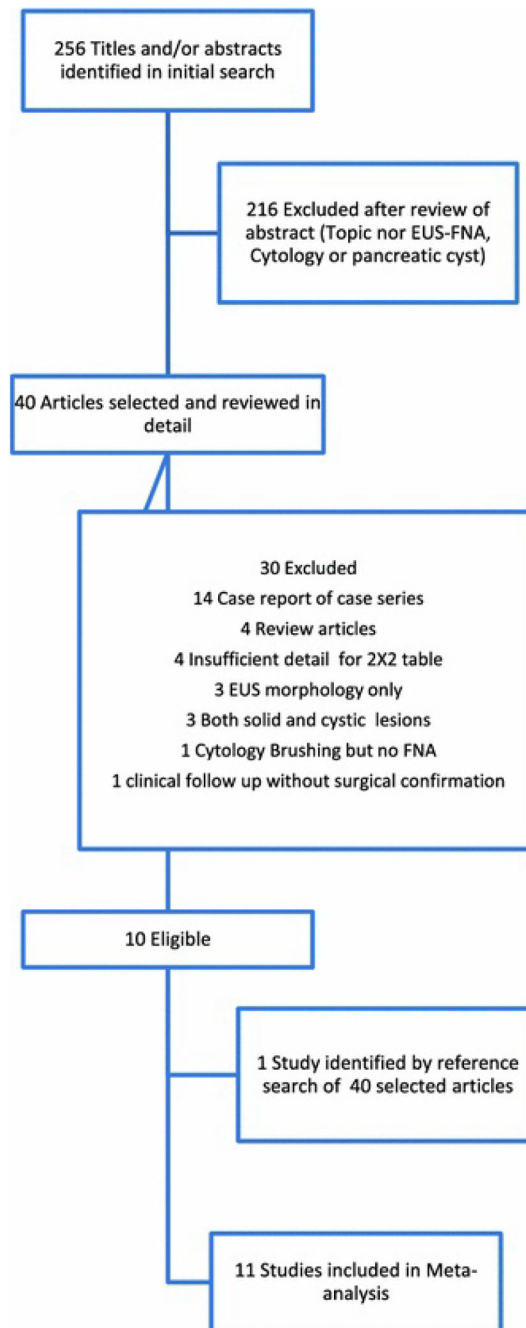 256 Titles and/or abstracts
identified in initial search
216 Excluded after review of
abstract (Topic nor EUS-FNA,
Cytology or pancreatic cyst)
40 Articles selected and reviewed in
detail
30 Excluded
14 Case report of case series
4 Review articles
4 Insufficient detail for 2X2 table
3 EUS morphology only
3 Both solid and cystic lesions
1 Cytology Brushing but no FNA
1 clinical follow up without surgical confirmation
10 Eligible
1 Study identified by reference
search of 40 selected articles
11 Studies included in Meta-
analysis